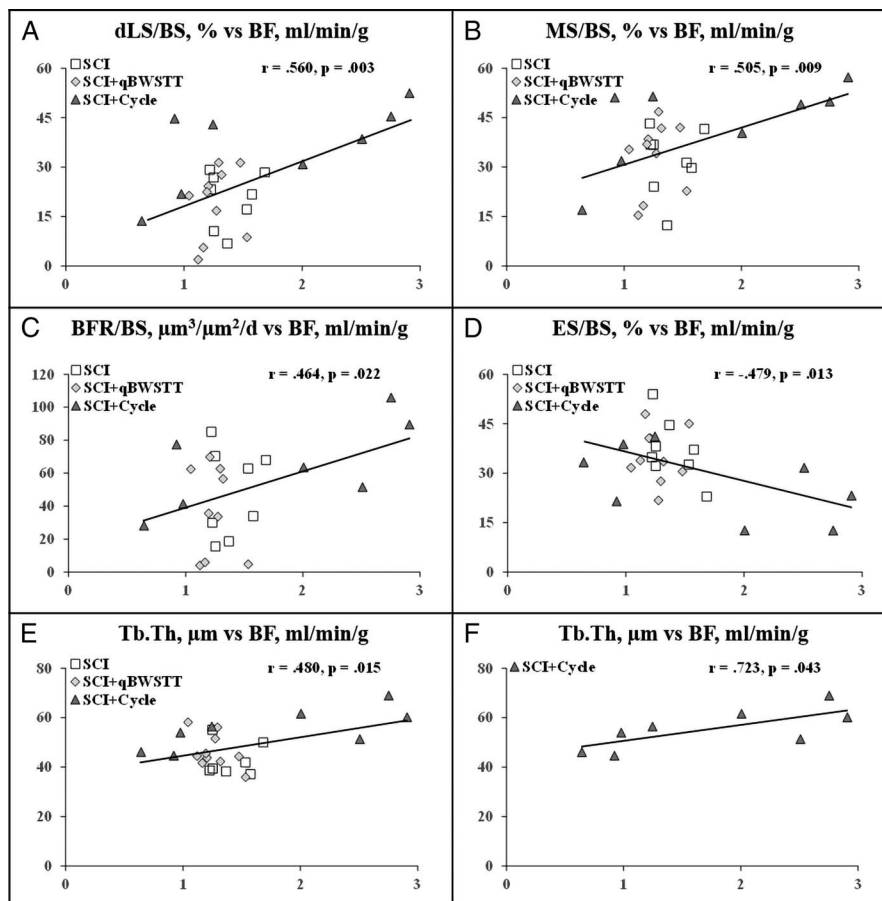 A
dLS/BS, % vs BF, ml/min/g
r = .560, p = .003
SCI
SCI+qBWSTT
SCI+Cycle
60
45
30
15
0
0 1 2 3
B
MS/BS, % vs BF, ml/min/g
r = .505, p = .009
SCI
SCI+qBWSTT
SCI+Cycle
60
45
30
15
0
0 1 2 3
C
BFR/BS, µm³/µm²/d vs BF, ml/min/g
r = .464, p = .022
SCI
SCI+qBWSTT
SCI+Cycle
120
100
80
60
40
20
0
0 1 2 3
D
ES/BS, % vs BF, ml/min/g
r = -.479, p = .013
SCI
SCI+qBWSTT
SCI+Cycle
60
45
30
15
0
0 1 2 3
E
Tb.Th, µm vs BF, ml/min/g
r = .480, p = .015
SCI
SCI+qBWSTT
SCI+Cycle
80
60
40
20
0
0 1 2 3
F
Tb.Th, µm vs BF, ml/min/g
r = .723, p = .043
SCI+Cycle
80
60
40
20
0
0 1 2 3